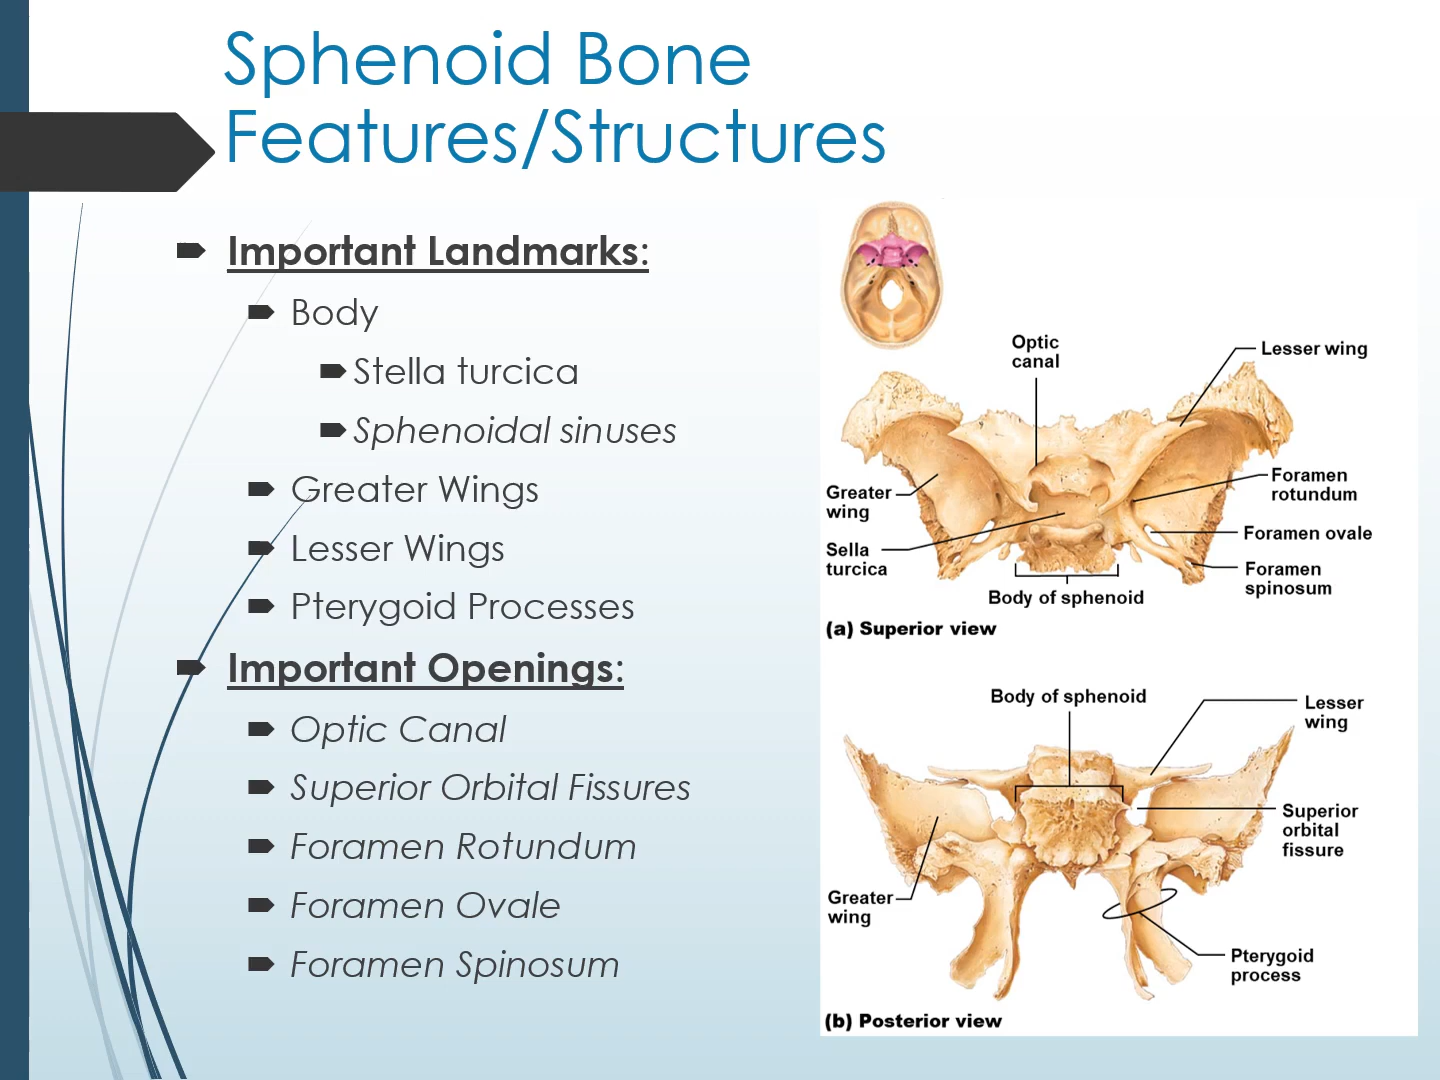 Sphenoid Bone
Features/Structures
Important Landmarks:
Body
Stella turcica
Sphenoidal sinuses
Greater Wings
Lesser Wings
Pterygoid Processes
Important Openings:
Optic Canal
Superior Orbital Fissures
Foramen Rotundum
Foramen Ovale
Foramen Spinosum
Optic
canal
Lesser wing
Greater
wing
Foramen
rotundum
Foramen ovale
Sella
turcica
Foramen
spinosum
Body of sphenoid
(a) Superior view
Body of sphenoid
Lesser
wing
Superior
orbital
fissure
Greater
wing
Pterygoid
process
(b) Posterior view